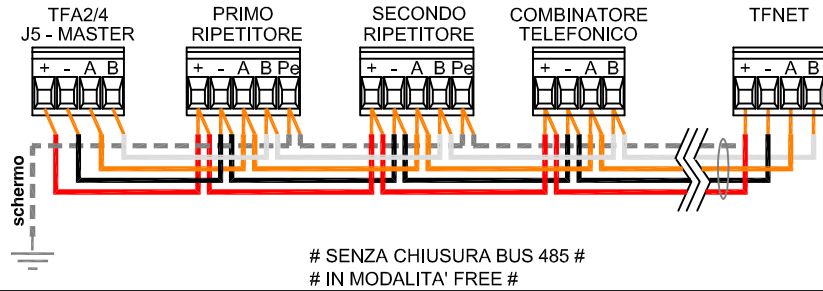 TFA2/4
J5 - MASTER
PRIMO
RIPETITORE
SECONDO
RIPETITORE
COMBINATORE
TELEFONICO
TFNET
+ - A B
+ - A B Pe
+ - A B Pe
+ - A B
+ - A B
schermo
# SENZA CHIUSURA BUS 485 #
# IN MODALITA' FREE #